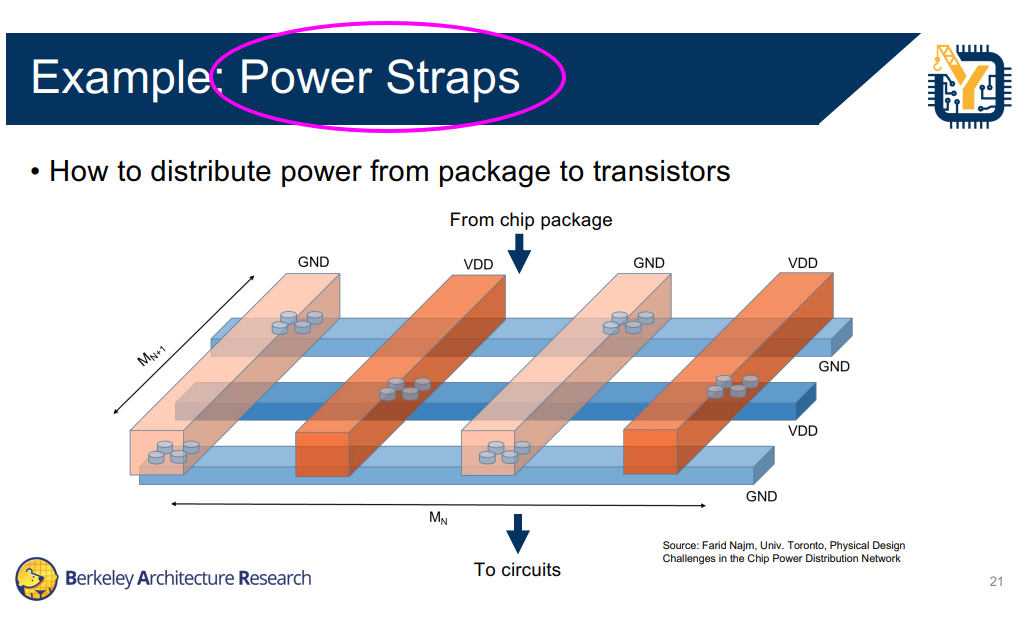 Example: Power Straps
• How to distribute power from package to transistors
From chip package
GND
VDD
GND
VDD
MN+1
GND
VDD
GND
MN
To circuits
Source: Farid Najm, Univ. Toronto, Physical Design
Challenges in the Chip Power Distribution Network
Berkeley Architecture Research
21